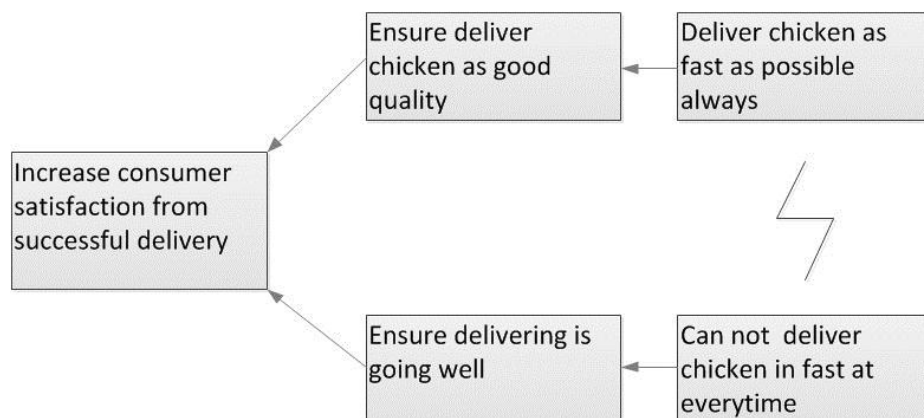 Ensure deliver
chicken as good
quality
Deliver chicken as
fast as possible
always
Increase consumer
satisfaction from
successful delivery
Ensure delivering is
going well
Can not  deliver
chicken in fast at
everytime